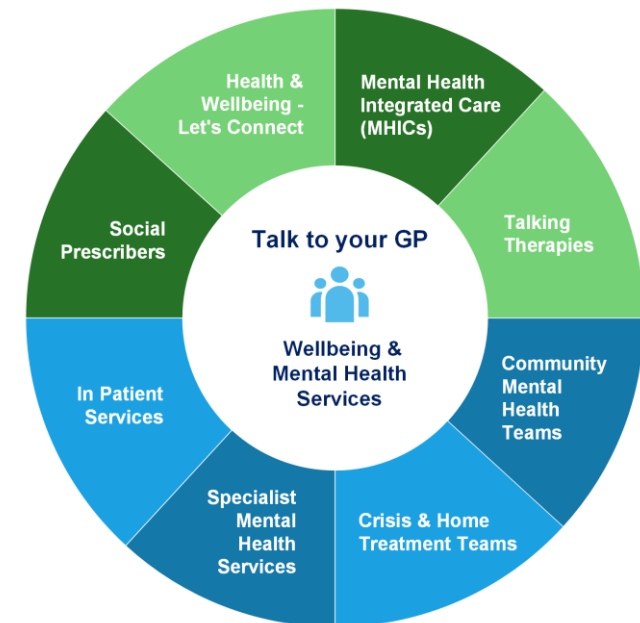 Health &
Wellbeing -
Let's Connect
Mental Health
Integrated Care
(MHICs)
Social
Prescribers
Talk to your GP
Talking
Therapies
Wellbeing &
Mental Health
Services
In Patient
Services
Community
Mental
Health
Teams
Specialist
Mental
Health
Services
Crisis & Home
Treatment Teams